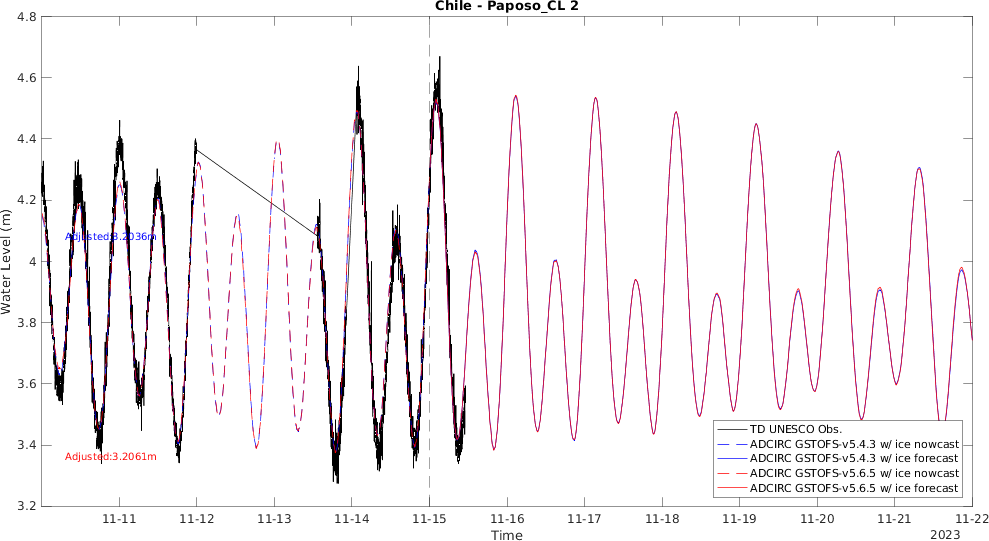 Chile - Paposo_CL 2
4.8
4.6
4.4
4.2
4
3.8
3.6
3.4
3.2
Water Level (m)
Adjusted:3.2036m
Adjusted:3.2061m
TD UNESCO Obs.
ADCIRC GSTOFS-v5.4.3 w/ ice nowcast
ADCIRC GSTOFS-v5.4.3 w/ ice forecast
ADCIRC GSTOFS-v5.6.5 w/ ice nowcast
ADCIRC GSTOFS-v5.6.5 w/ ice forecast
11-11 11-12 11-13 11-14 11-15 11-16 11-17 11-18 11-19 11-20 11-21 11-22
Time
2023